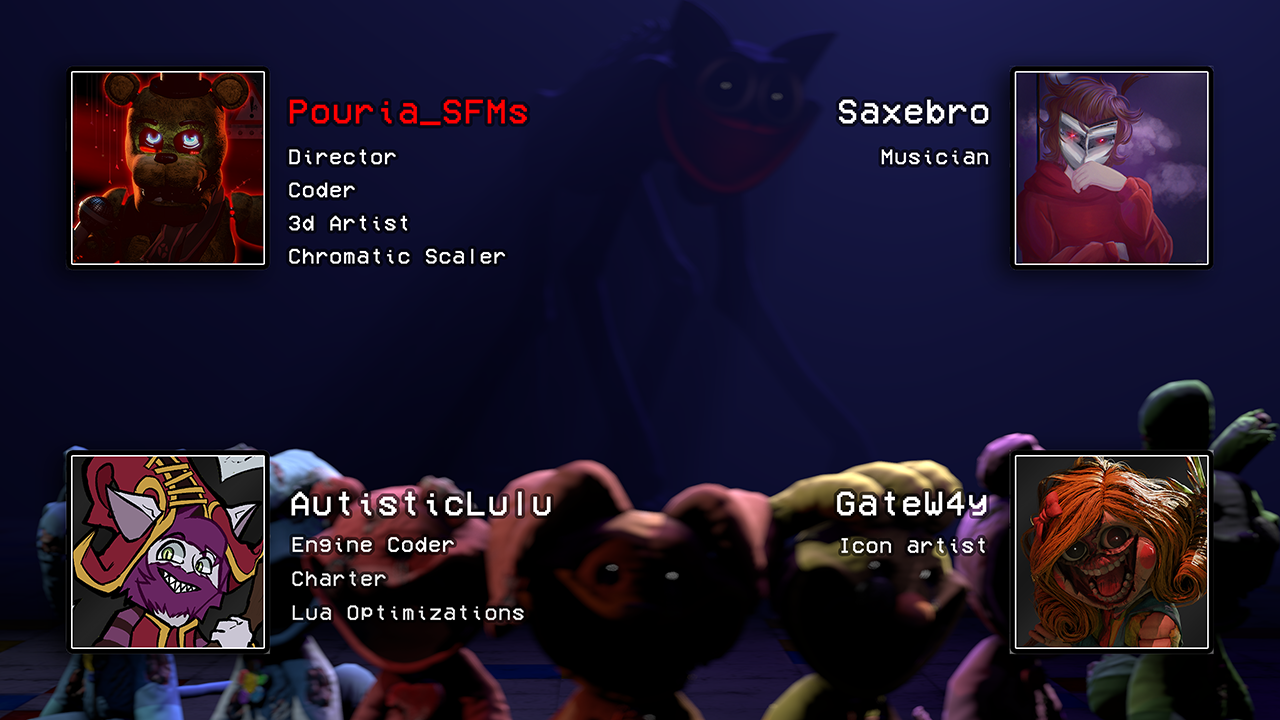 Pouria_SFMs
Director
Coder
3d Artist
Chromatic Scaler
Saxebro
Musician
AutisticLulu
Engine Coder
Charter
Lua Optimizations
GateW4y
Icon artist